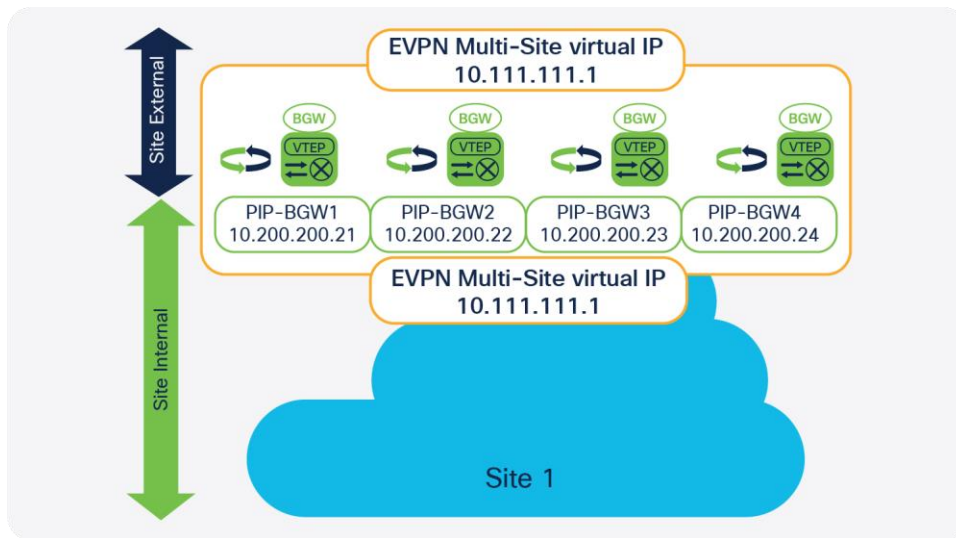 EVPN Multi-Site virtual IP
10.111.111.1
Site External
BGW
BGW
BGW
BGW
VTEP
VTEP
VTEP
VTEP
PIP-BGW1
10.200.200.21
PIP-BGW2
10.200.200.22
PIP-BGW3
10.200.200.23
PIP-BGW4
10.200.200.24
EVPN Multi-Site virtual IP
10.111.111.1
Site Internal
Site 1